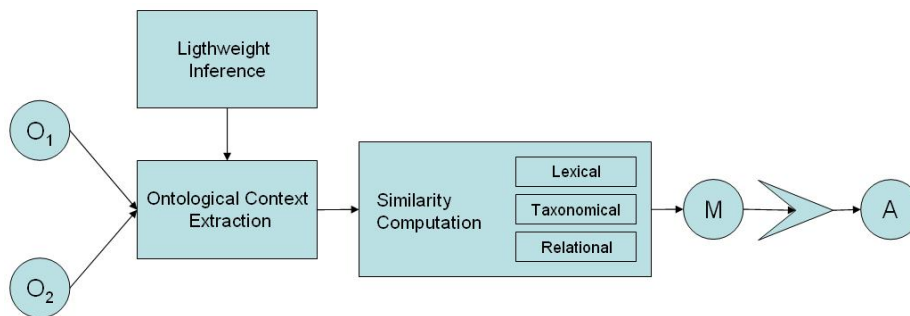 Ligthweight
Inference
O₁
Ontological Context
Extraction
O₂
Similarity
Computation
Lexical
Taxonomical
Relational
M
A